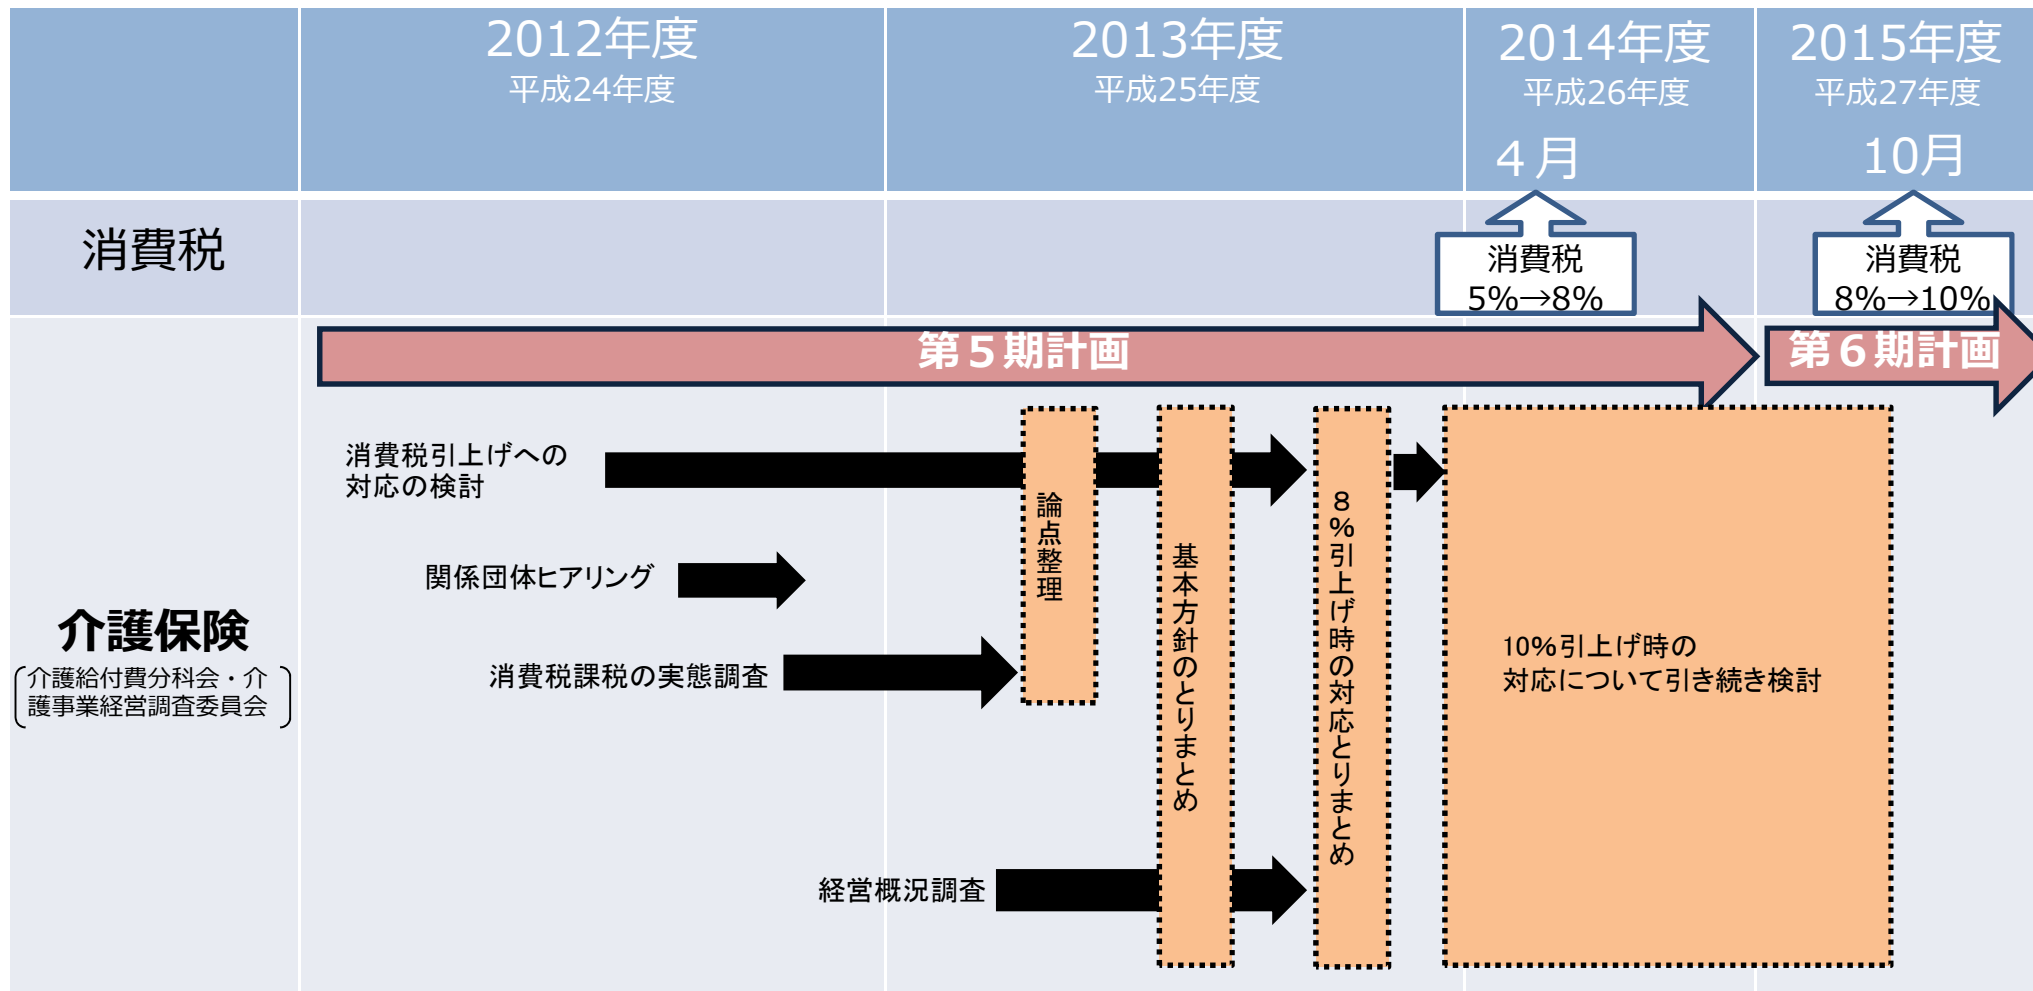 2012年度
平成24年度
2013年度
平成25年度
2014年度
平成26年度
４月
2015年度
平成27年度
10月
消費税
消費税
5%→8%
消費税
8%→10%
介護保険
介護給付費分科会・介
護事業経営調査委員会
第５期計画
第６期計画
消費税引上げへの
対応の検討
関係団体ヒアリング
消費税課税の実態調査
経営概況調査
論点整理
基本方針のとりまとめ
８％引上げ時の対応とりまとめ
10％引上げ時の
対応について引き続き検討